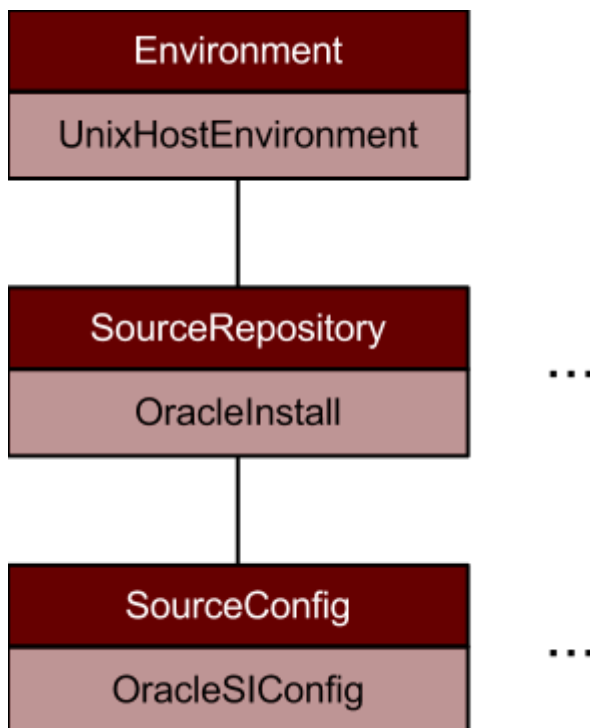 Environment
UnixHostEnvironment
SourceRepository
...
OracleInstall
SourceConfig
...
OracleSIConfig